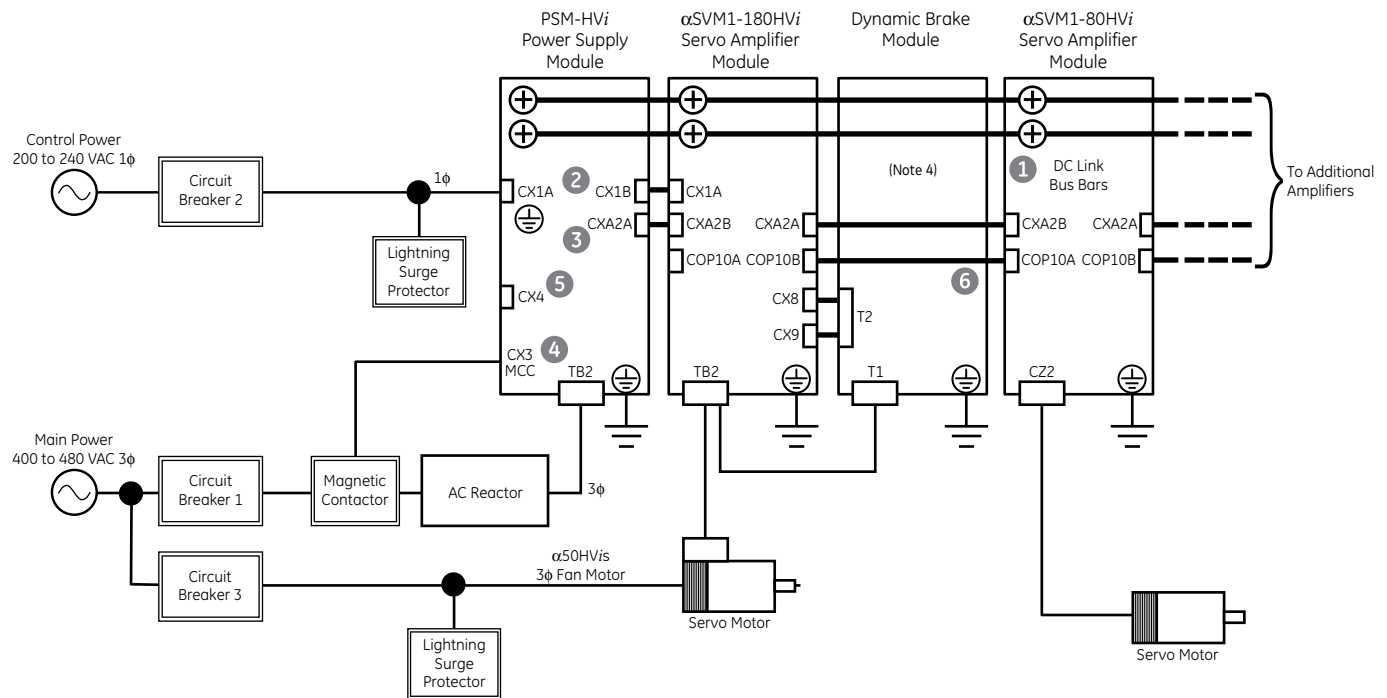 PSM-HVi
Power Supply
Module
αSVM1-180HVi
Servo Amplifier
Module
Dynamic Brake
Module
αSVM1-80HVi
Servo Amplifier
Module
Control Power
200 to 240 VAC 1ϕ
Circuit
Breaker 2
1ϕ
Lightning
Surge
Protector
CX1A
2
CX1B
CX1A
3
CXA2A
CXA2B
CXA2A
COP10A
COP10B
5
CX4
CX8
CX9
T2
CX3
MCC
4
TB2
TB2
(Note 4)
6
T1
1
DC Link
Bus Bars
CXA2B
CXA2A
COP10A
COP10B
CZ2
To Additional
Amplifiers
Main Power
400 to 480 VAC 3ϕ
Circuit
Breaker 1
Magnetic
Contactor
AC Reactor
3ϕ
Circuit
Breaker 3
α50HVis
3ϕ Fan Motor
Lightning
Surge
Protector
Servo Motor
Servo Motor